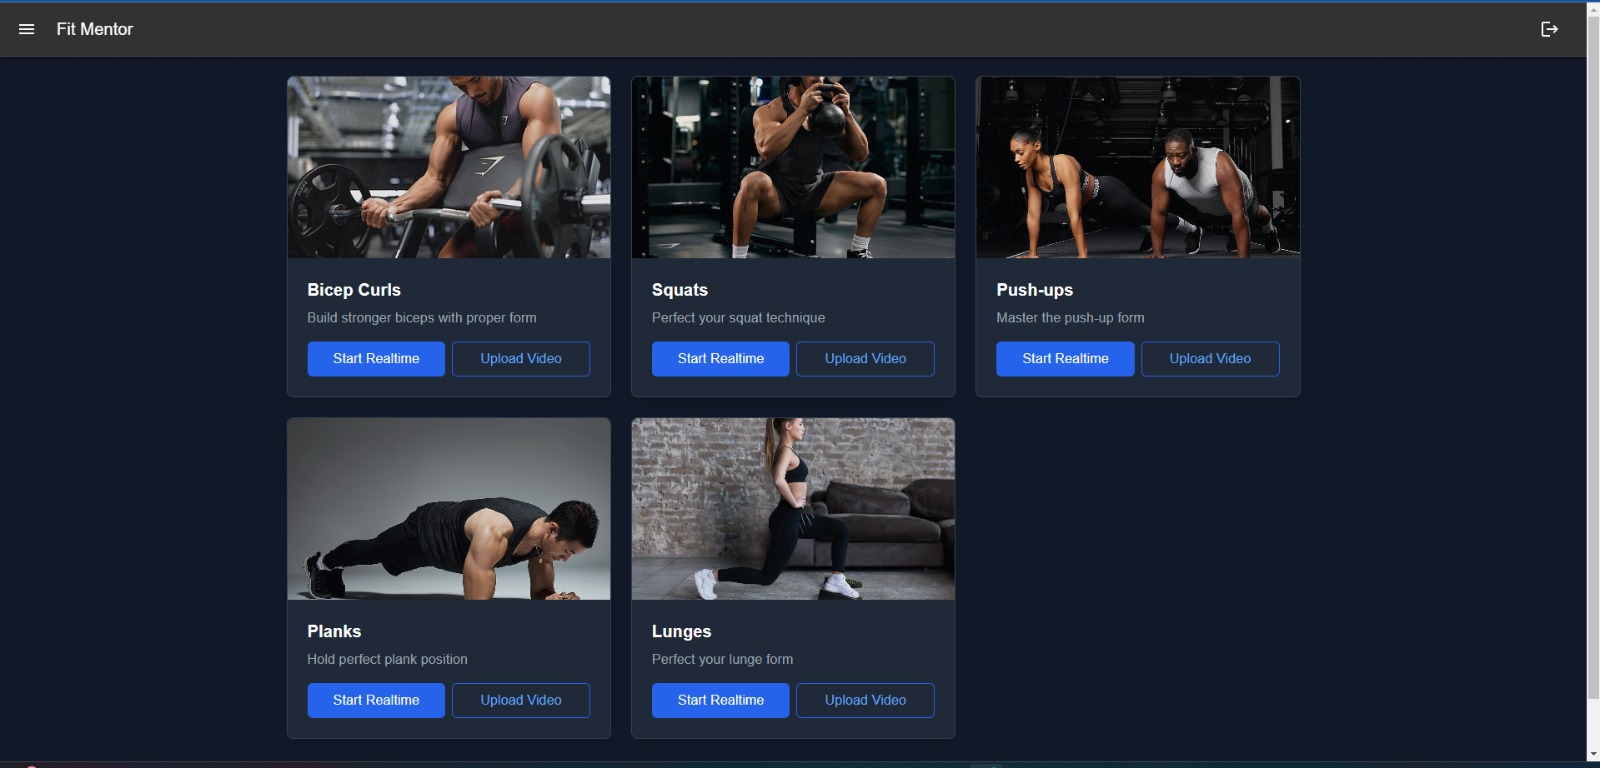 Fit Mentor
Bicep Curls
Build stronger biceps with proper form
Start Realtime
Upload Video
Squats
Perfect your squat technique
Start Realtime
Upload Video
Push-ups
Master the push-up form
Start Realtime
Upload Video
Planks
Hold perfect plank position
Start Realtime
Upload Video
Lunges
Perfect your lunge form
Start Realtime
Upload Video